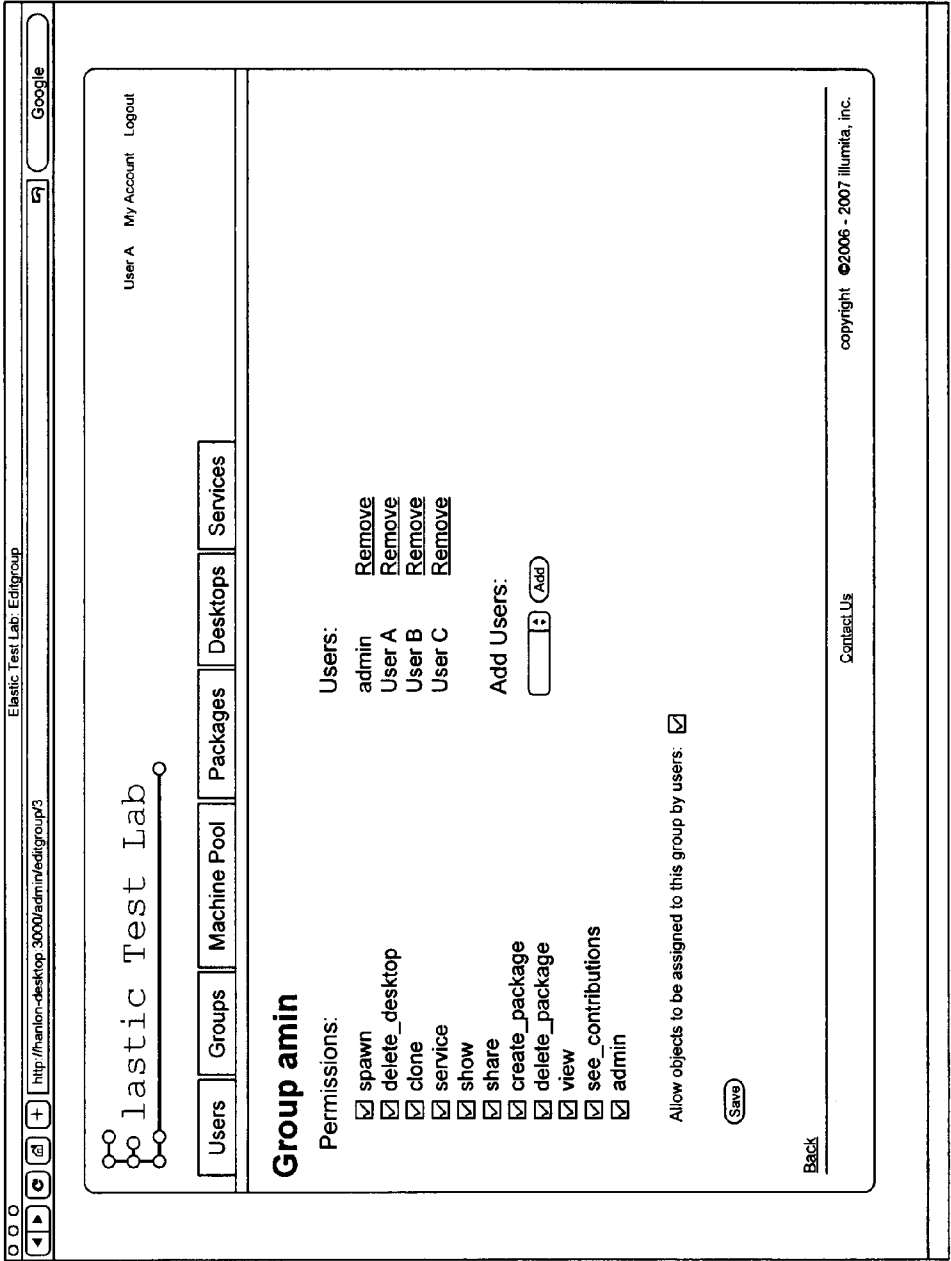 Elastic Test Lab: Editgroup
http://hanlon-desktop:3000/admin/editgroup/3
Google
lastic Test Lab
User A My Account Logout
Users Groups Machine Pool Packages Desktops Services
Group amin
Permissions:
spawn
delete_desktop
clone
service
show
share
create_package
delete_package
view
see_contributions
admin
Users:
admin Remove
User A Remove
User B Remove
User C Remove
Add Users:
Add
Allow objects to be assigned to this group by users:
Save
Back
Contact Us
copyright ©2006 - 2007 illumita, inc.